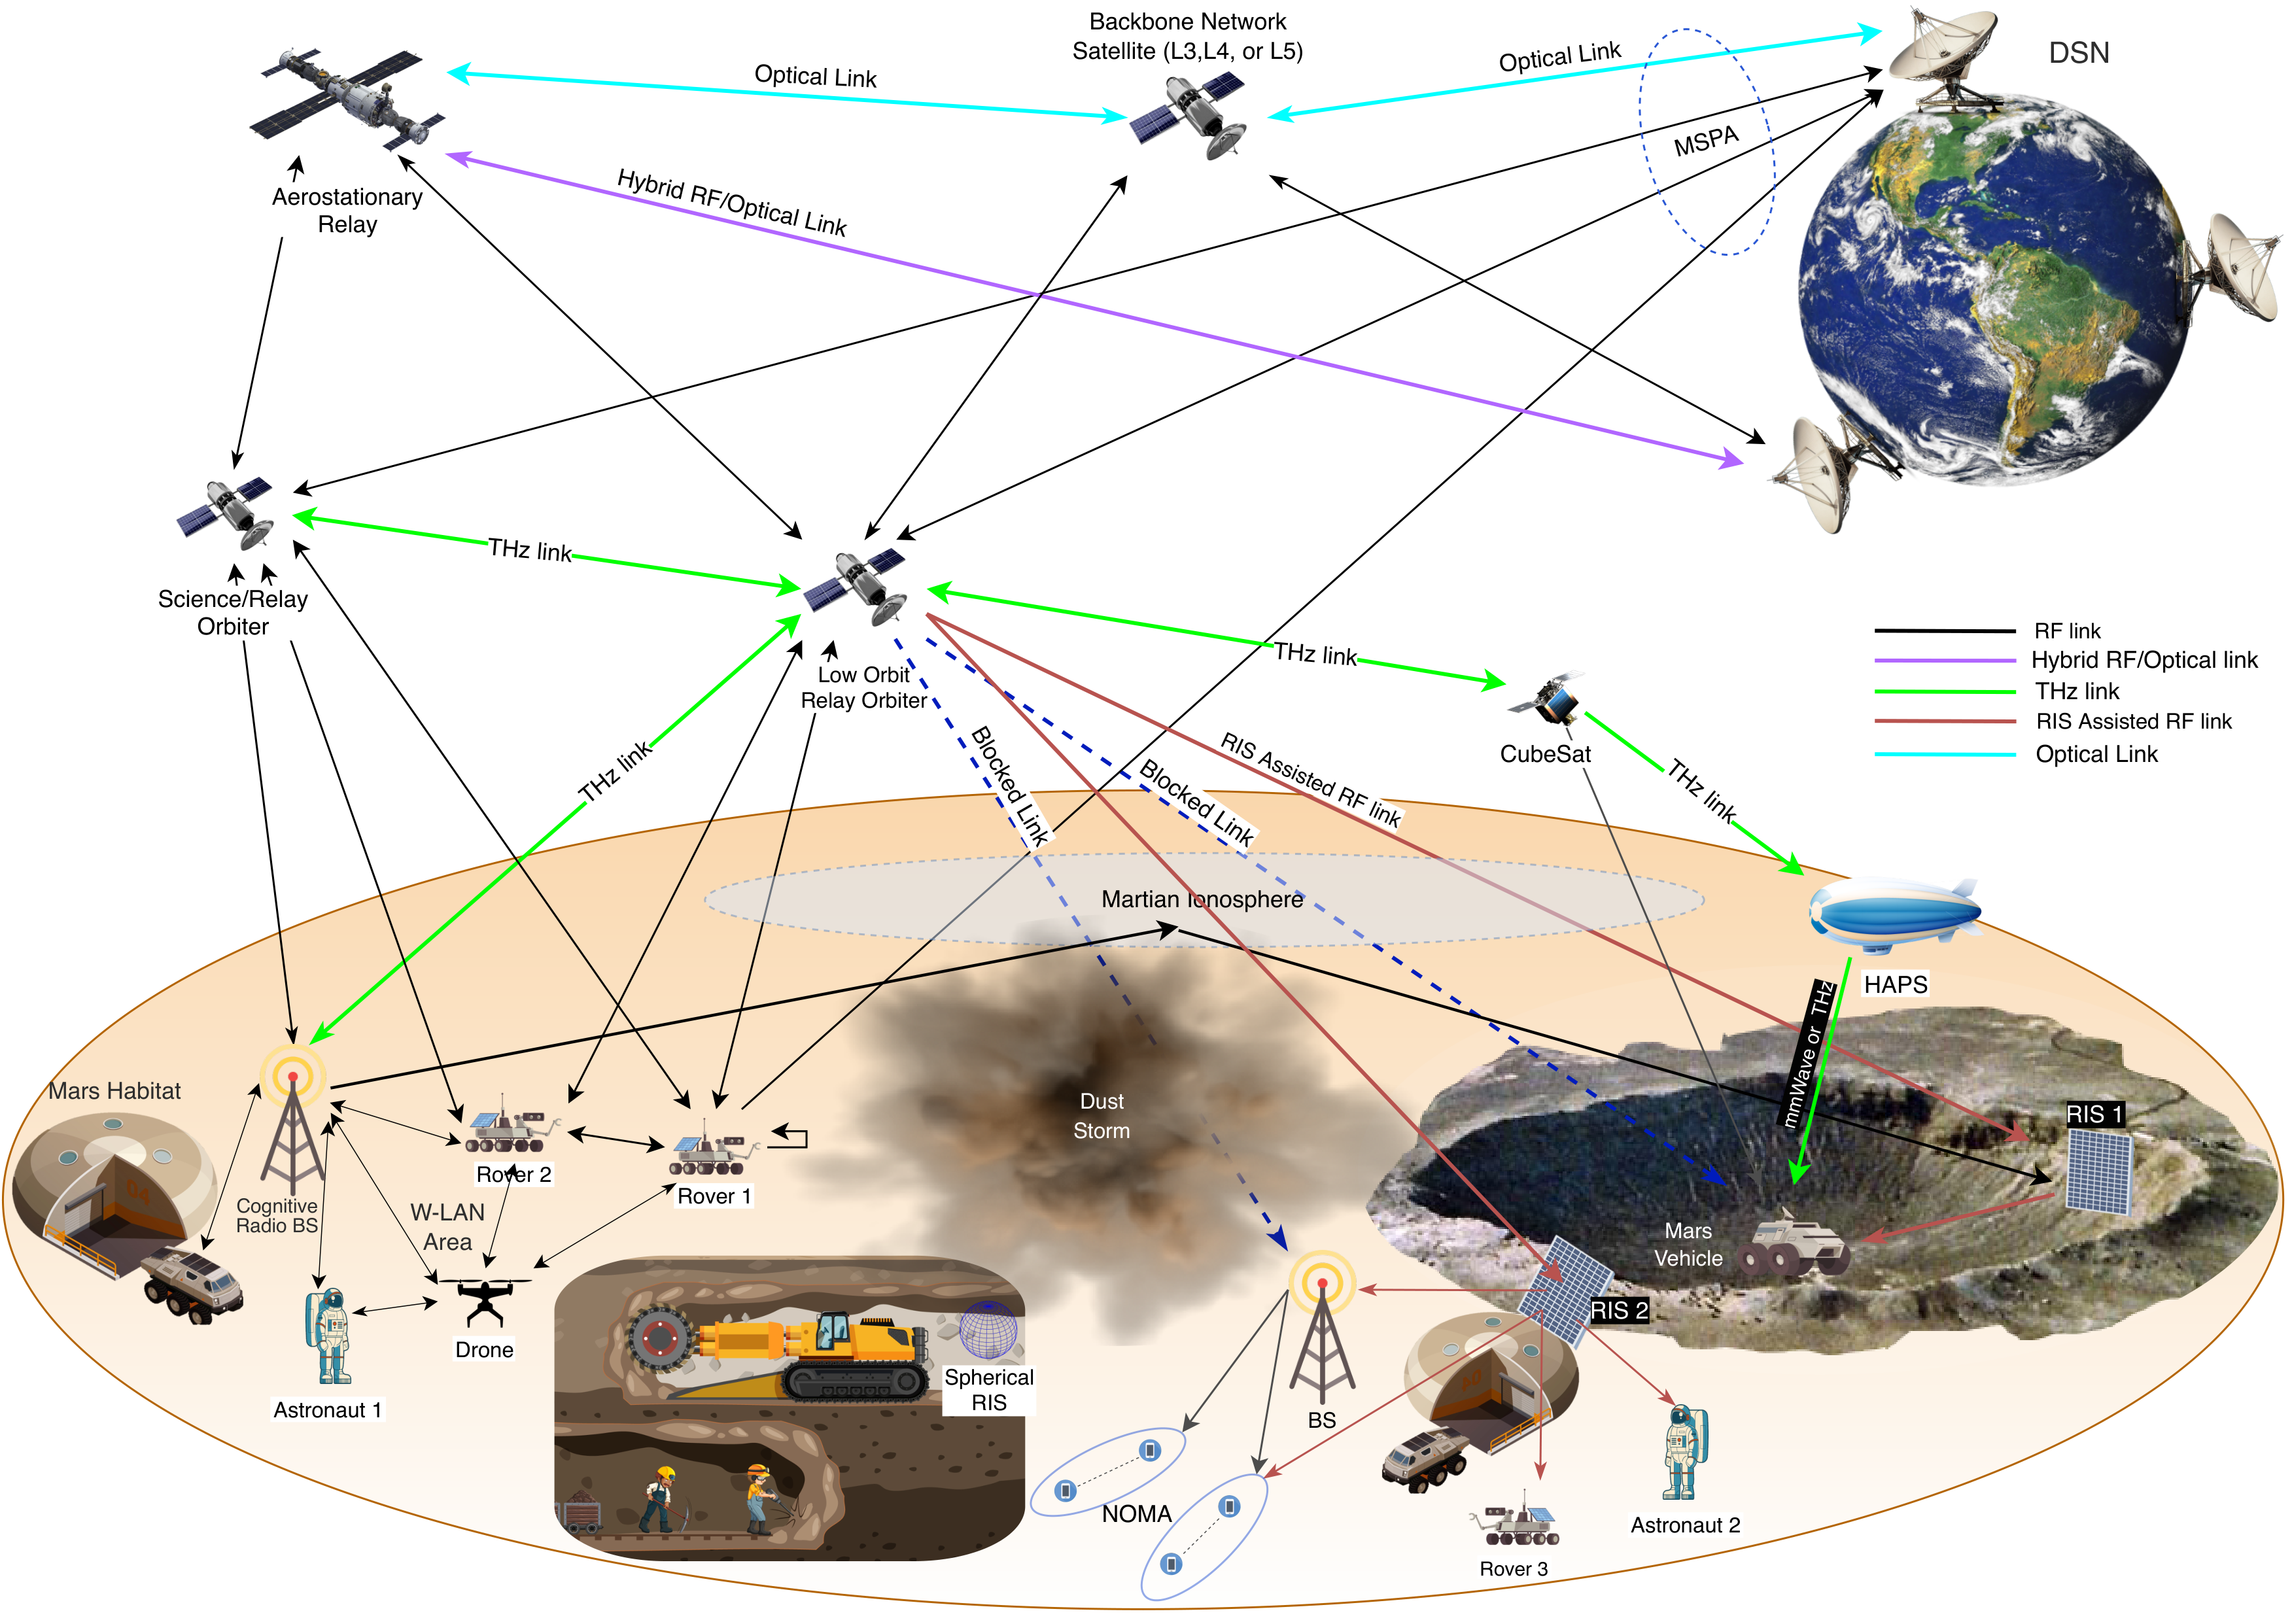 Backbone Network
Satellite (L3,L4, or L5)
DSN
Optical Link
Optical Link
MSPA
Hybrid RF/Optical Link
Aerostationary
Relay
THz link
Science/Relay
Orbiter
Low Orbit
Relay Orbiter
THz link
CubeSat
THz link
THz link
RF link
Hybrid RF/Optical link
THz link
RIS Assisted RF link
Optical Link
Blocked Link
Blocked Link
RIS Assisted RF link
Martian Ionosphere
HAPS
mmWave or THz
Mars Habitat
04
Cognitive
Radio BS
Rover 2
Rover 1
W-LAN
Area
Drone
Astronaut 1
Dust
Storm
RIS 1
Mars
Vehicle
RIS 2
Spherical
RIS
BS
NOMA
Rover 3
Astronaut 2